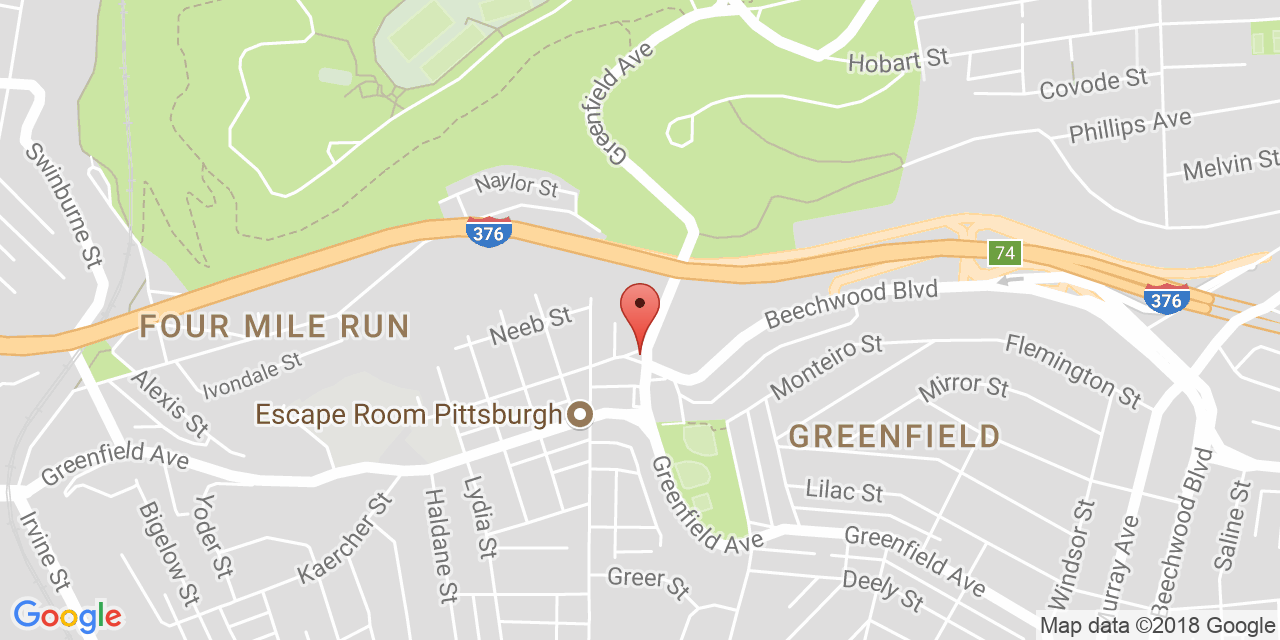 Hobart St
Covode St
Greenfield Ave
Phillips Ave
Melvin St
Swinburne St
Naylor St
376
74
376
Beechwood Blvd
FOUR MILE RUN
Neeb St
Monteiro St
Flemington St
Ivondale St
Mirror St
Alexis St
Escape Room Pittsburgh
GREENFIELD
Greenfield Ave
Lilac St
Greenfield Ave
Greenfield Ave
Bigelow St
Yoder St
Kaercher St
Haldane St
Lydia St
Irvine St
Greer St
Deely St
Windsor St
urray Ave
Beechwood Blvd
Saline St
Google
Map data ©2018 Google